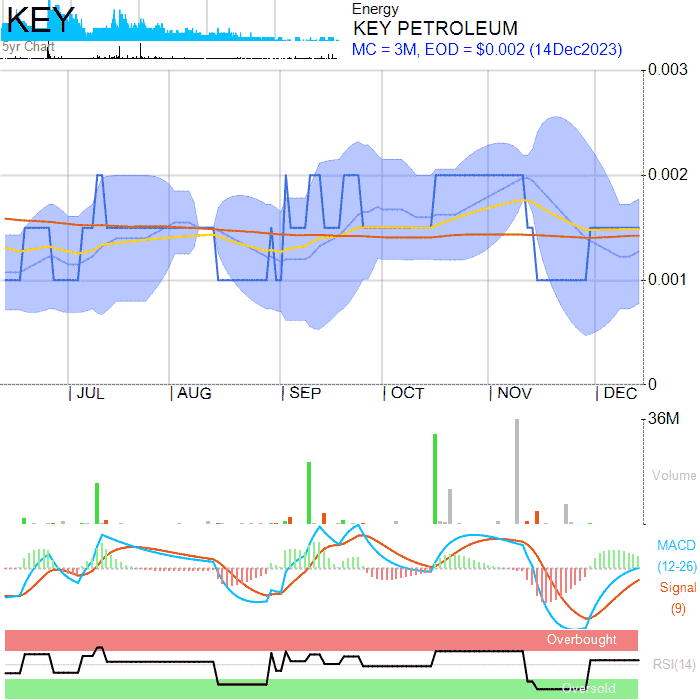 KEY
5yr Chart
Energy
KEY PETROLEUM
MC = 3M, EOD = $0.002 (14Dec2023)
0.003
0.002
0.001
0
JUL AUG SEP OCT NOV DEC
36M
Volume
MACD
(12-26)
Signal
(9)
Overbought
RSI(14)
Oversold